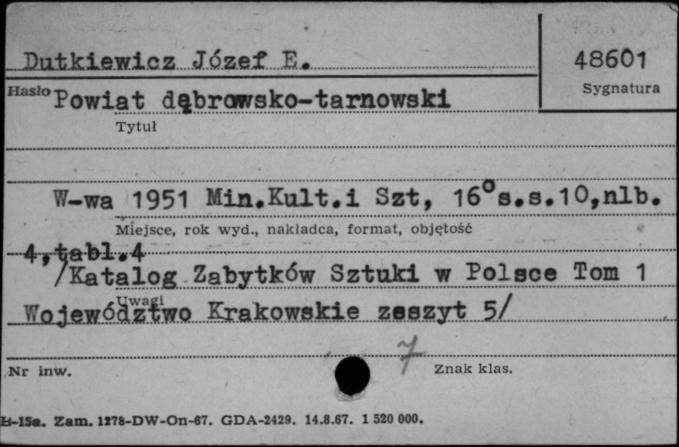 Dutkiewicz Józef E.
48601
Sygnatura
Hasło Powiat dąbrowsko-tarnowski
Tytuł
W-wa 1951 Min.Kult.i Szt, 16° s.s.10,nlb.
Miejsce, rok wyd., nakładca, format, objętość
4,tabl.4
/Katalog Zabytków Sztuki w Polsce Tom 1
Uwagi
Województwo Krakowskie zeszyt 5/
7
Nr inw.
Znak klas.
B-15a. Zam. 1278-DW-On-67. GDA-2429. 14.8.67. 1 520 000.